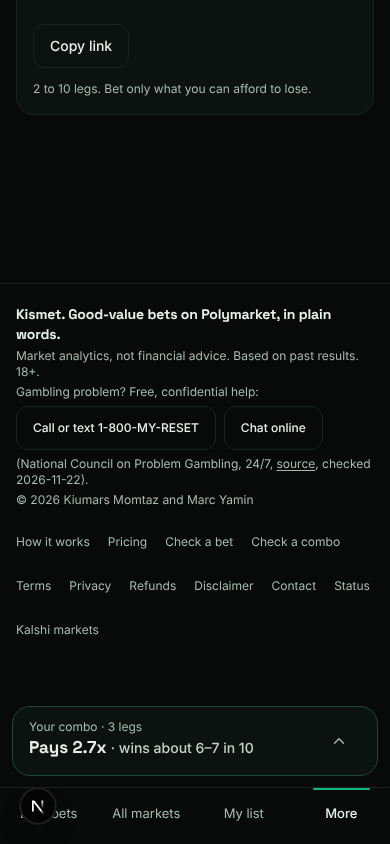 Copy link
2 to 10 legs. Bet only what you can afford to lose.
Kismet. Good-value bets on Polymarket, in plain
words.
Market analytics, not financial advice. Based on past results.
18+.
Gambling problem? Free, confidential help:
Call or text 1-800-MY-RESET
Chat online
(National Council on Problem Gambling, 24/7, source, checked
2026-11-22).
© 2026 Kiumars Momtaz and Marc Yamin
How it works Pricing Check a bet Check a combo
Terms Privacy Refunds Disclaimer Contact Status
Kalshi markets
Your combo · 3 legs
Pays 2.7x · wins about 6–7 in 10
N
bets All markets My list More